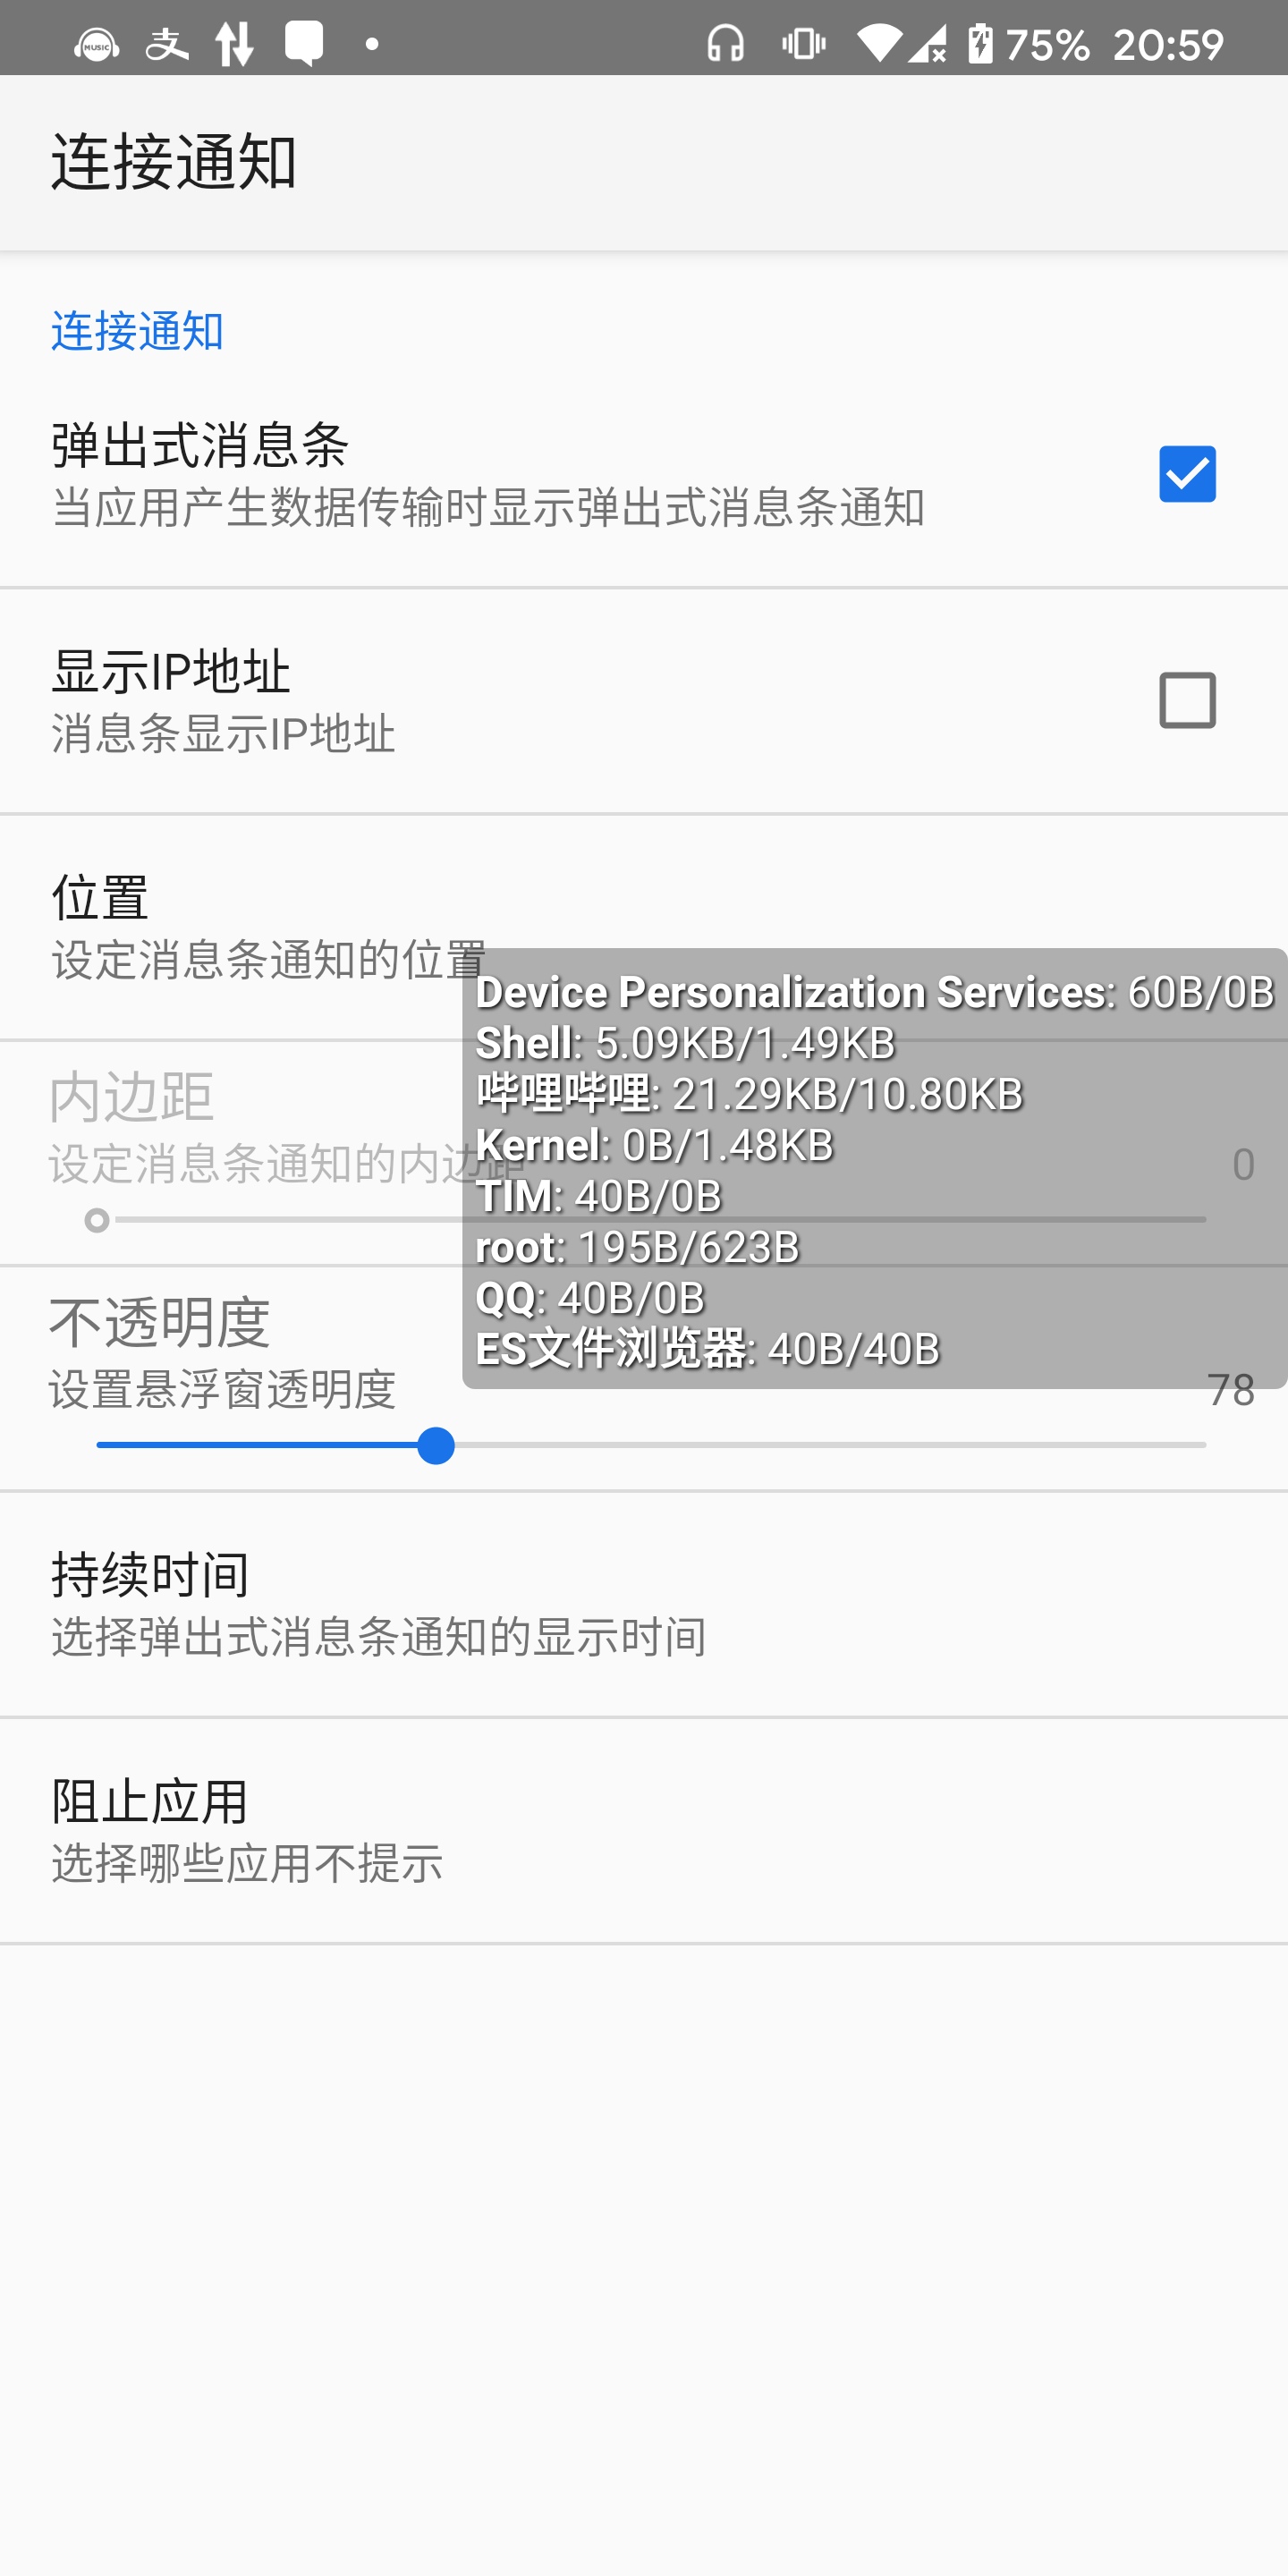 MUSIC 支 75% 20:59
连接通知
连接通知
弹出式消息条
当应用产生数据传输时显示弹出式消息条通知
显示IP地址
消息条显示IP地址
位置
设定消息条通知的位置
Device Personalization Services: 60B/0B
Shell: 5.09KB/1.49KB
哔哩哔哩: 21.29KB/10.80KB
Kernel: 0B/1.48KB
TIM: 40B/0B
root: 195B/623B
QQ: 40B/0B
ES文件浏览器: 40B/40B
内边距
设定消息条通知的内边距
0
不透明度
设置悬浮窗透明度
78
持续时间
选择弹出式消息条通知的显示时间
阻止应用
选择哪些应用不提示